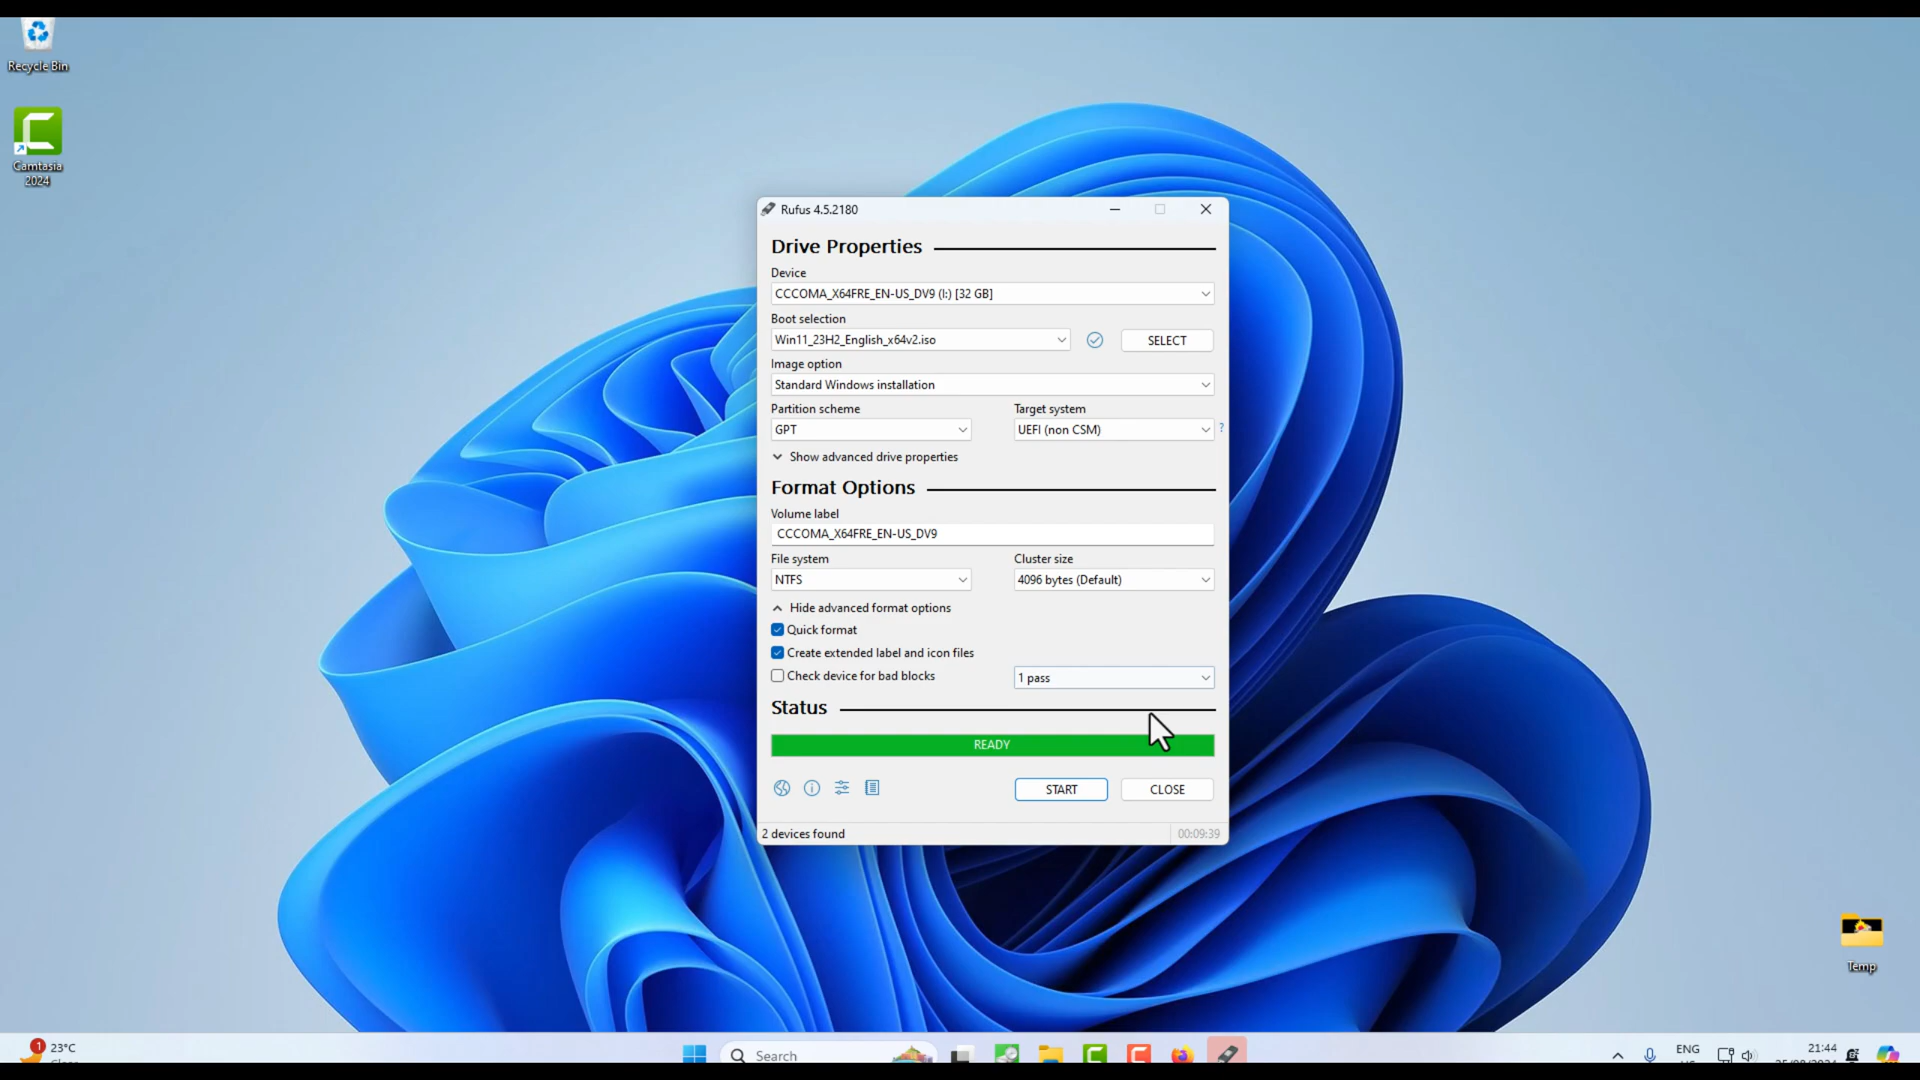 Recycle Bin
Camtasia
2024
Rufus 4.5.2180
Drive Properties
Device
CCCOMA_X64FRE_EN-US_DV9 (I:) [32 GB]
Boot selection
Win11_23H2_English_x64v2.iso
SELECT
Image option
Standard Windows installation
Partition scheme
Target system
GPT
UEFI (non CSM)
?
Show advanced drive properties
Format Options
Volume label
CCCOMA_X64FRE_EN-US_DV9
File system
Cluster size
NTFS
4096 bytes (Default)
Hide advanced format options
Quick format
Create extended label and icon files
Check device for bad blocks
1 pass
Status
READY
START
CLOSE
2 devices found
00:09:39
Temp
1
23°C
Search
ENG
21:44